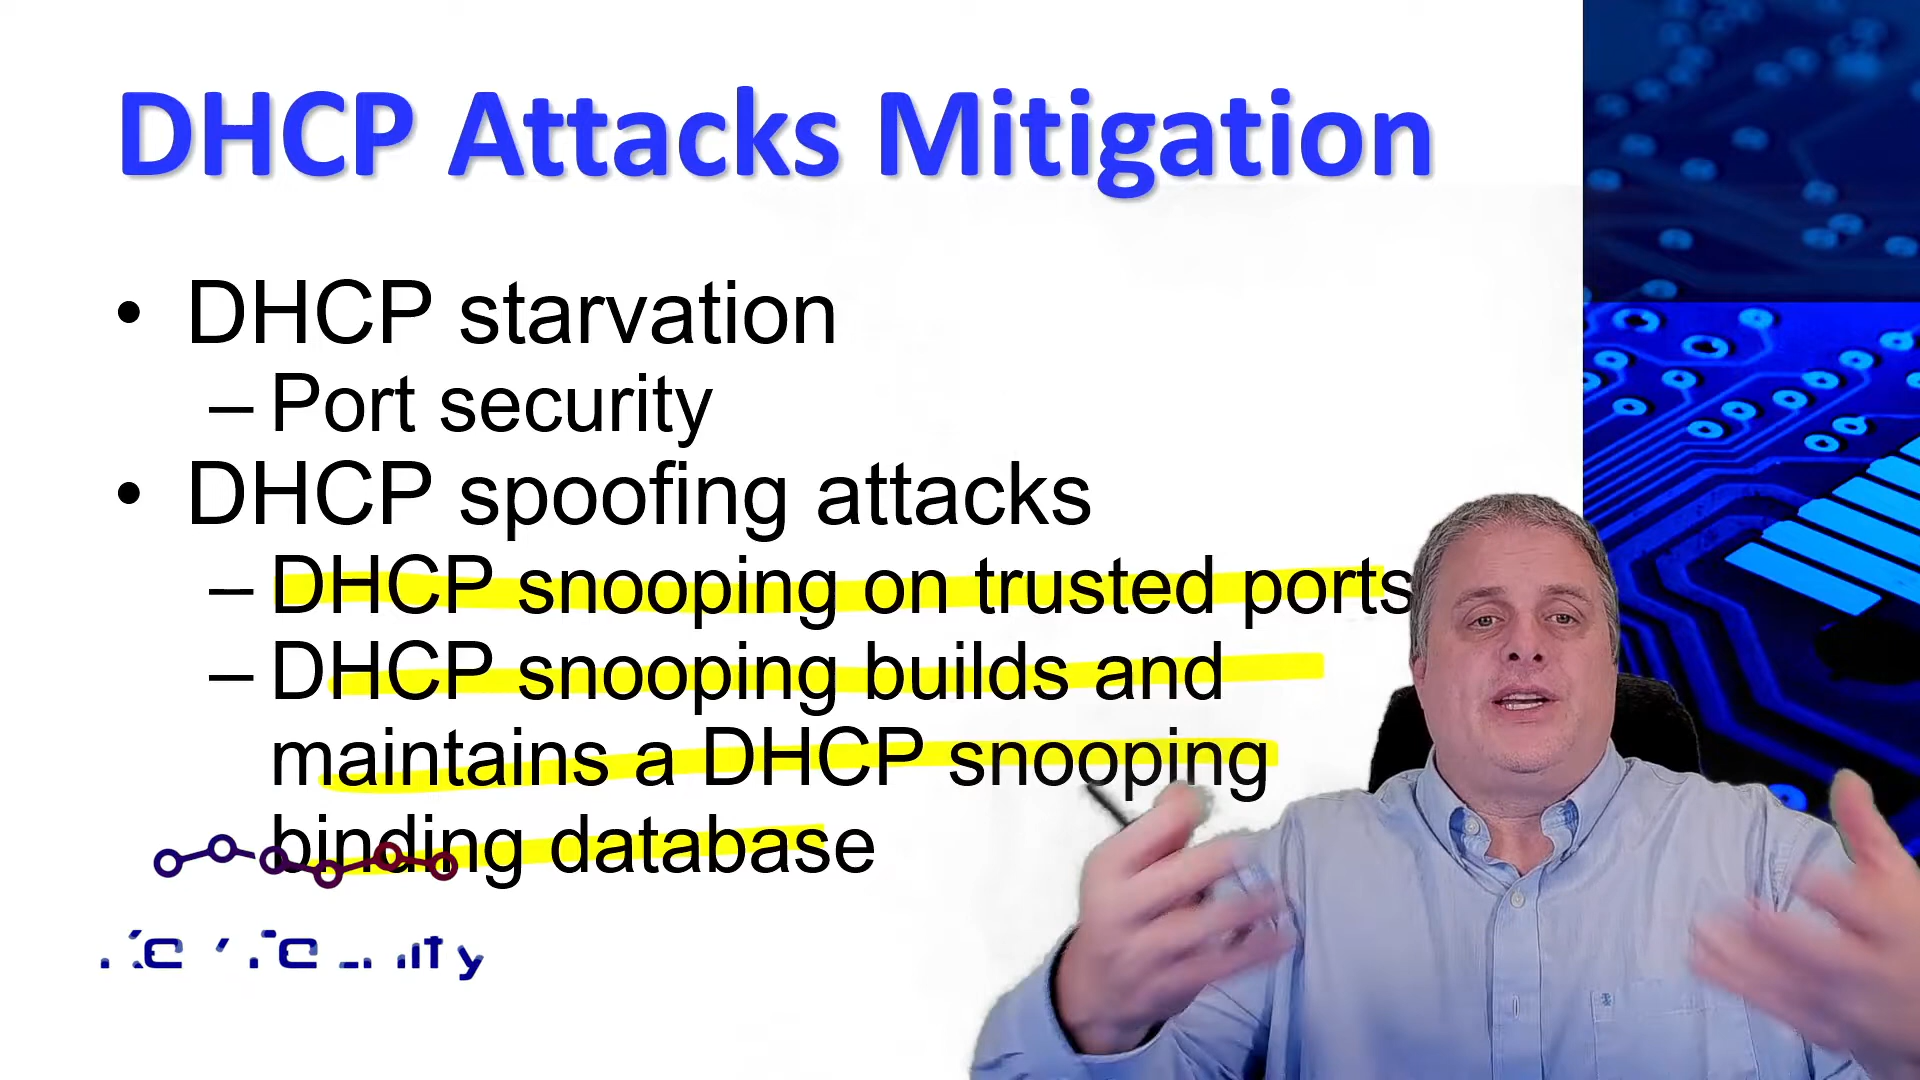 DHCP Attacks Mitigation
• DHCP starvation
– Port security
• DHCP spoofing attacks
– DHCP snooping on trusted ports
– DHCP snooping builds and
maintains a DHCP snooping
binding database